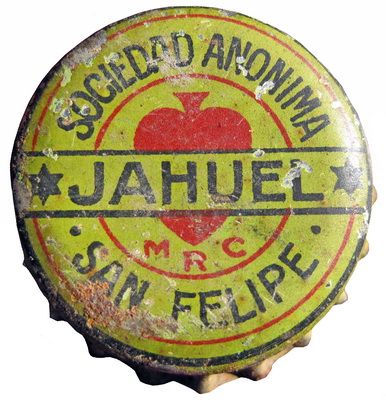 SOCIEDAD ANONIMA
JAHUEL
MRC
SAN FELIPE